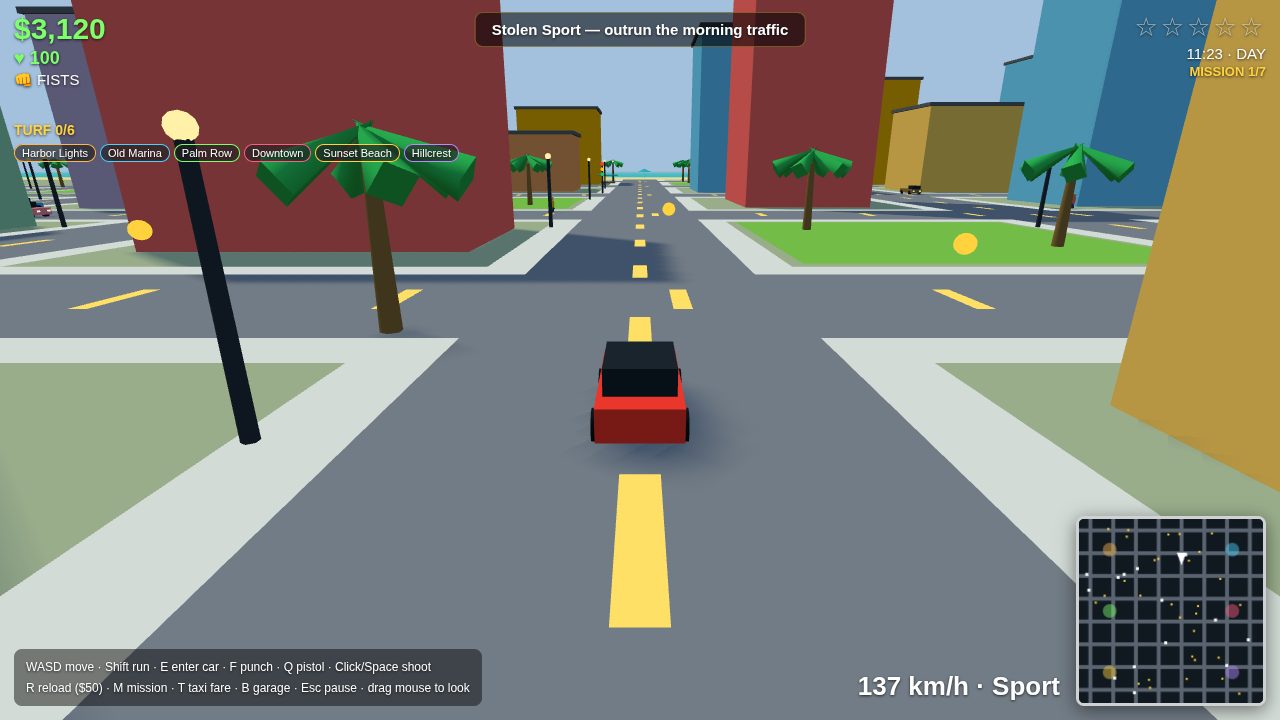 $3,120
♥ 100
👊 FISTS
TURF 0/6
Harbor Lights Old Marina Palm Row Downtown Sunset Beach Hillcrest
Stolen Sport — outrun the morning traffic
☆☆☆☆☆
11:23 · DAY
MISSION 1/7
WASD move · Shift run · E enter car · F punch · Q pistol · Click/Space shoot
R reload ($50) · M mission · T taxi fare · B garage · Esc pause · drag mouse to look
137 km/h · Sport